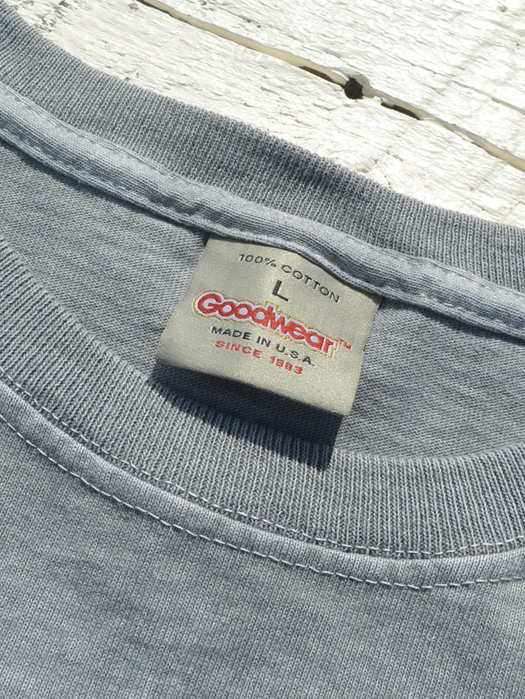 100% COTTON
L
Goodwear™
MADE IN U.S.A.
SINCE 1983